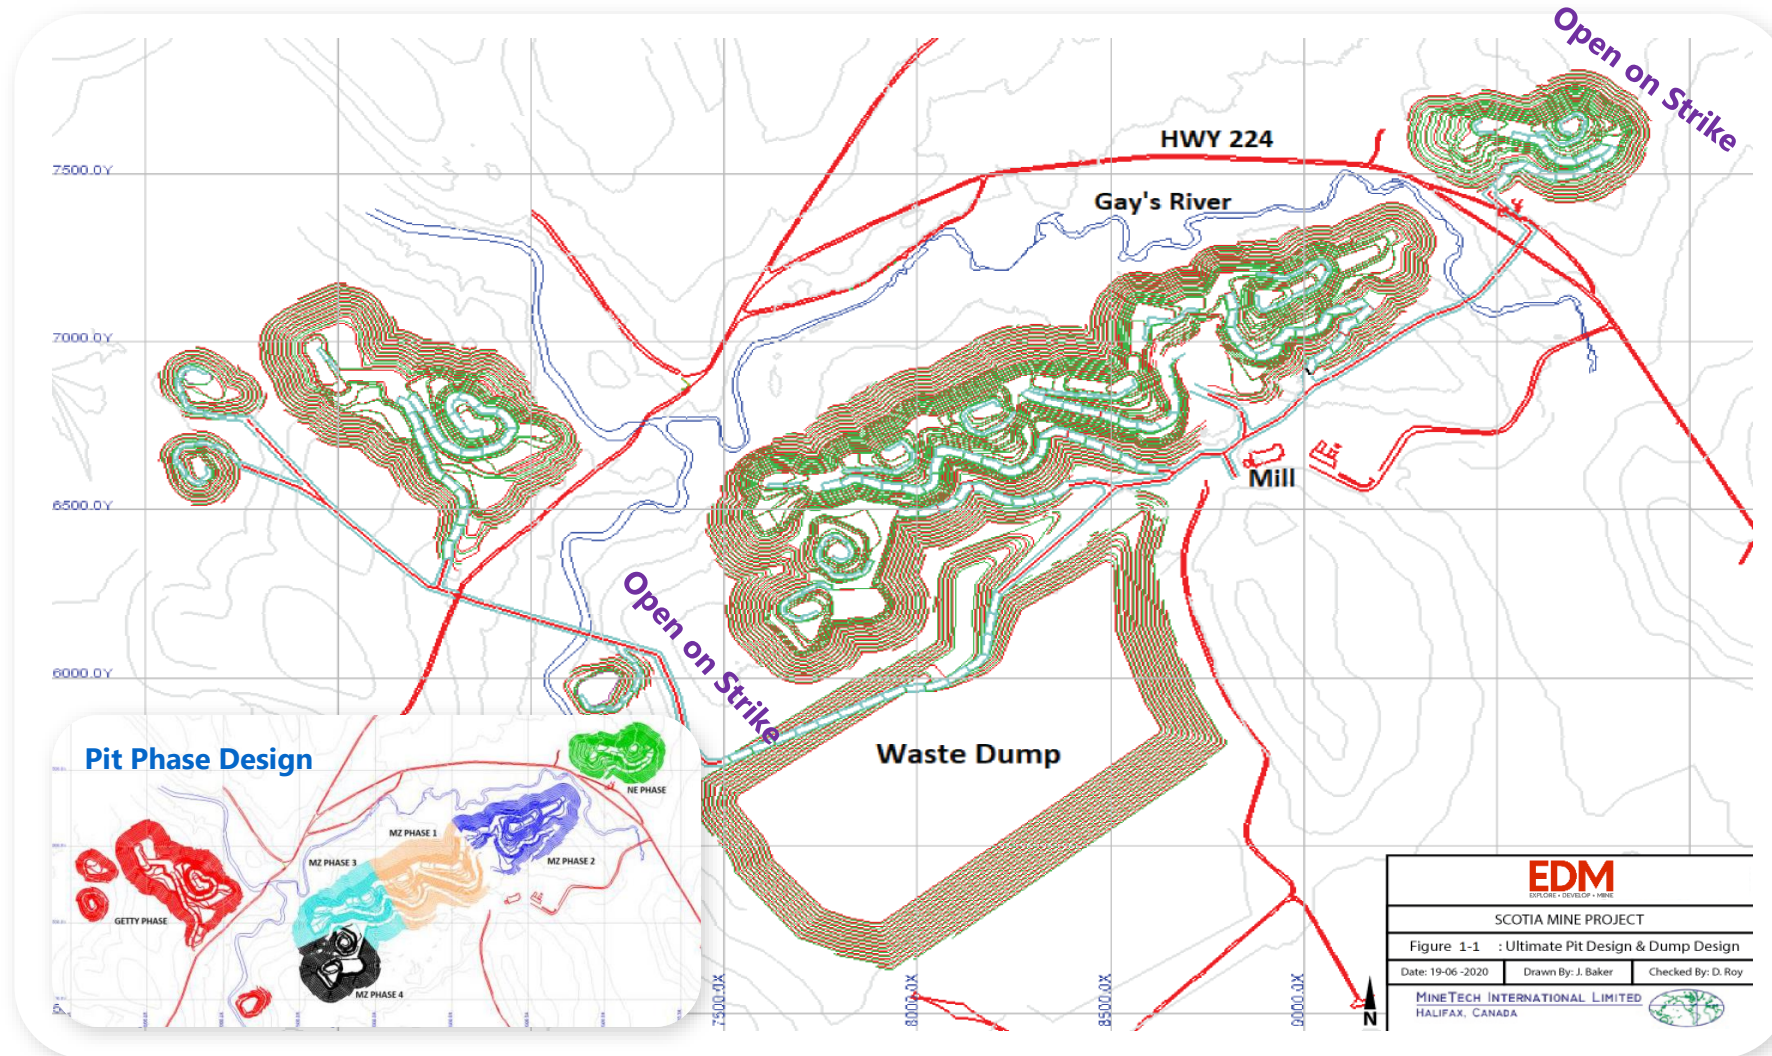 Open on Strike
HWY 224
7500.0Y
Gay's River
7000.0Y
Mill
6500.0Y
Open on Strike
6000.0Y
Waste Dump
Pit Phase Design
NE PHASE
MZ PHASE 1
MZ PHASE 2
MZ PHASE 3
GETTY PHASE
MZ PHASE 4
7500.0X
8000.0X
8500.0X
9000.0X
N
EDM
EXPLORE • DEVELOP • MINE
SCOTIA MINE PROJECT
Figure 1-1 : Ultimate Pit Design & Dump Design
Date: 19-06 -2020 Drawn By: J. Baker Checked By: D. Roy
MINETECH INTERNATIONAL LIMITED
HALIFAX, CANADA